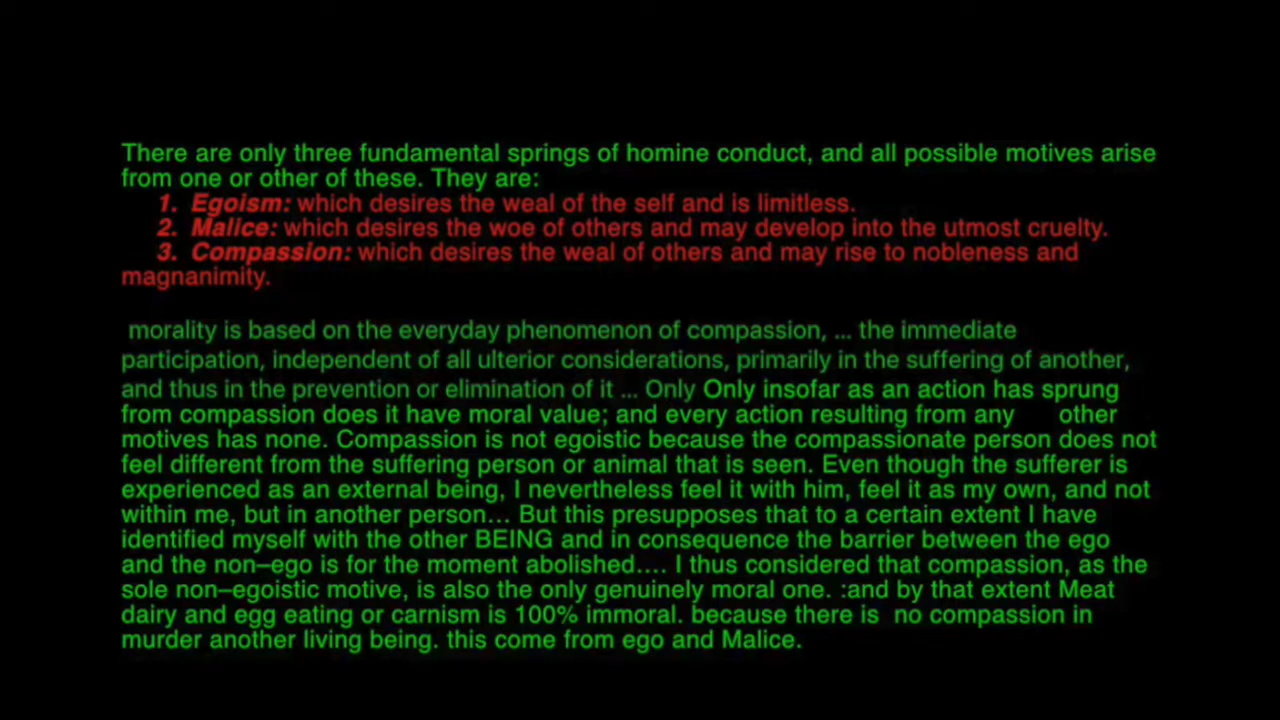 There are only three fundamental springs of homine conduct, and all possible motives arise
from one or other of these. They are:
1. Egoism: which desires the weal of the self and is limitless.
2. Malice: which desires the woe of others and may develop into the utmost cruelty.
3. Compassion: which desires the weal of others and may rise to nobleness and
magnanimity.
morality is based on the everyday phenomenon of compassion, ... the immediate
participation, independent of all ulterior considerations, primarily in the suffering of another,
and thus in the prevention or elimination of it ... Only Only insofar as an action has sprung
from compassion does it have moral value; and every action resulting from any other
motives has none. Compassion is not egoistic because the compassionate person does not
feel different from the suffering person or animal that is seen. Even though the sufferer is
experienced as an external being, I nevertheless feel it with him, feel it as my own, and not
within me, but in another person... But this presupposes that to a certain extent I have
identified myself with the other BEING and in consequence the barrier between the ego
and the non–ego is for the moment abolished.... I thus considered that compassion, as the
sole non–egoistic motive, is also the only genuinely moral one. :and by that extent Meat
dairy and egg eating or carnism is 100% immoral. because there is no compassion in
murder another living being. this come from ego and Malice.